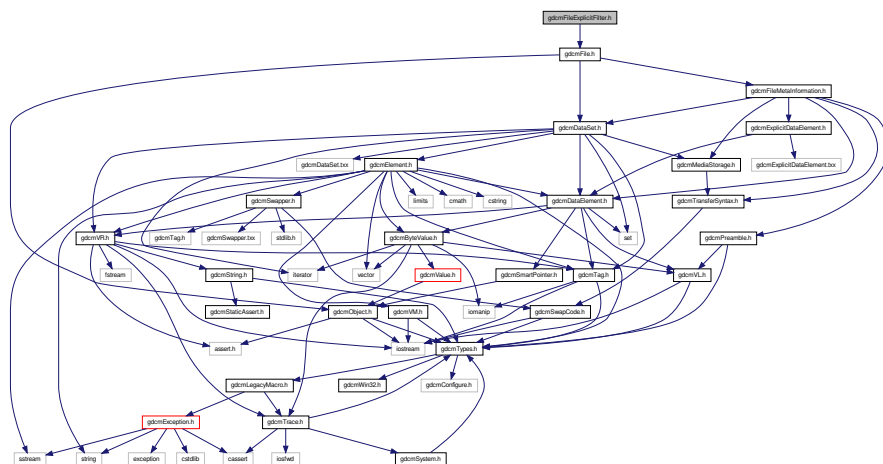 gdcmFileExplicitFilter.h
gdcmFile.h
gdcmFileMetaInformation.h
gdcmDataSet.h
gdcmExplicitDataElement.h
gdcmDataSet.txx
gdcmElement.h
gdcmMediaStorage.h
gdcmExplicitDataElement.txx
gdcmSwapper.h
limits
cmath
cstring
gdcmDataElement.h
gdcmTransferSyntax.h
gdcmVR.h
gdcmTag.h
gdcmSwapper.txx
stdlib.h
gdcmByteValue.h
set
gdcmPreamble.h
fstream
gdcmString.h
iterator
vector
gdcmValue.h
gdcmSmartPointer.h
gdcmTag.h
gdcmVL.h
gdcmStaticAssert.h
gdcmObject.h
gdcmVM.h
iomanip
gdcmSwapCode.h
assert.h
iostream
gdcmTypes.h
gdcmLegacyMacro.h
gdcmWin32.h
gdcmConfigure.h
gdcmException.h
gdcmTrace.h
sstream
string
exception
cstdlib
cassert
iosfwd
gdcmSystem.h